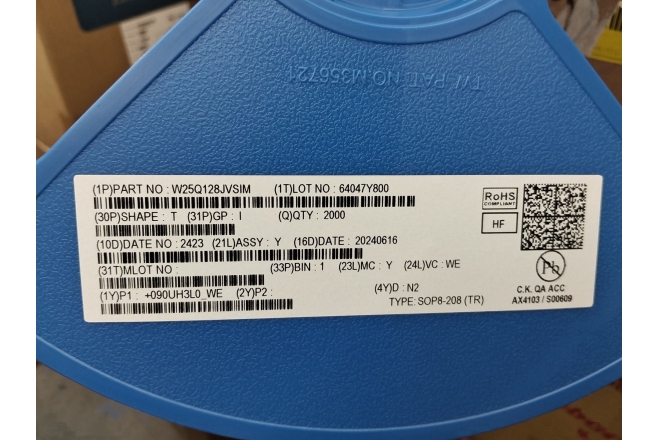 TW PAT. NO.M356721
(1P)PART NO : W25Q128JVSIM (1T)LOT NO : 64047Y800
(30P)SHAPE : T (31P)GP : I (Q)QTY : 2000
(10D)DATE NO : 2423 (21L)ASSY : Y (16D)DATE : 20240616
(31T)MLOT NO : (33P)BIN : 1 (23L)MC : Y (24L)VC : WE
(1Y)P1 : +090UH3L0_WE (2Y)P2 : (4Y)D : N2
TYPE: SOP8-208 (TR)
RoHS
COMPLIANT
HF
Pb
C.K. QA ACC
AX4103 / S00609